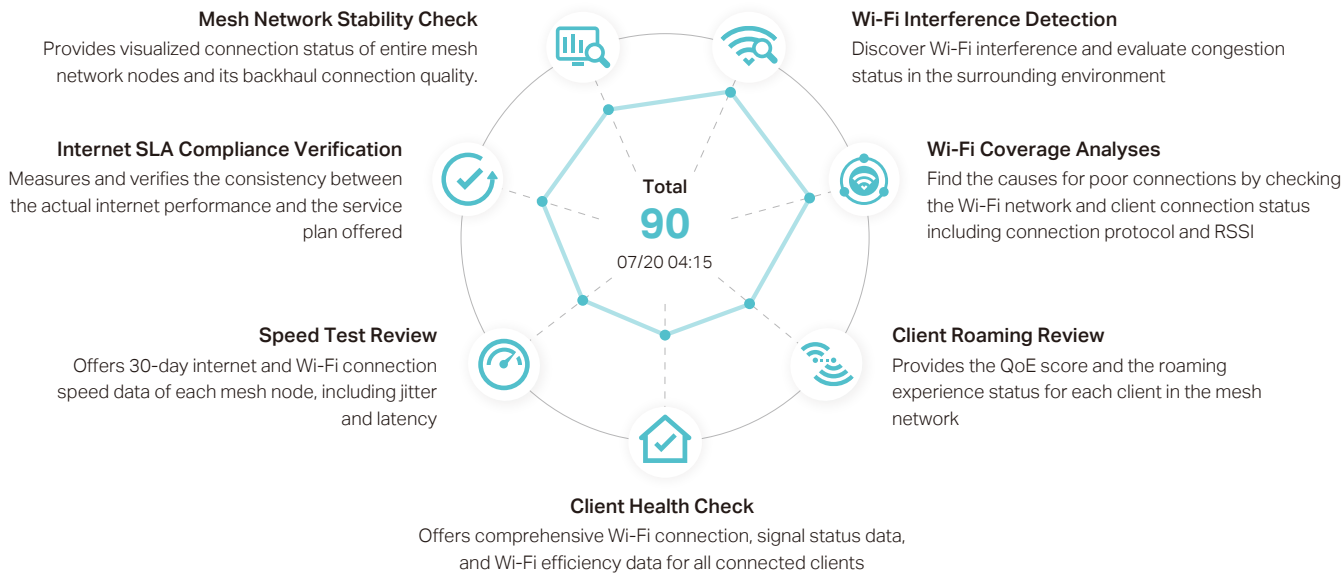 Mesh Network Stability Check
Provides visualized connection status of entire mesh
network nodes and its backhaul connection quality.
Wi-Fi Interference Detection
Discover Wi-Fi interference and evaluate congestion
status in the surrounding environment
Internet SLA Compliance Verification
Measures and verifies the consistency between
the actual internet performance and the service
plan offered
Total
90
07/20 04:15
Wi-Fi Coverage Analyses
Find the causes for poor connections by checking
the Wi-Fi network and client connection status
including connection protocol and RSSI
Speed Test Review
Offers 30-day internet and Wi-Fi connection
speed data of each mesh node, including jitter
and latency
Client Roaming Review
Provides the QoE score and the roaming
experience status for each client in the mesh
network
Client Health Check
Offers comprehensive Wi-Fi connection, signal status data,
and Wi-Fi efficiency data for all connected clients